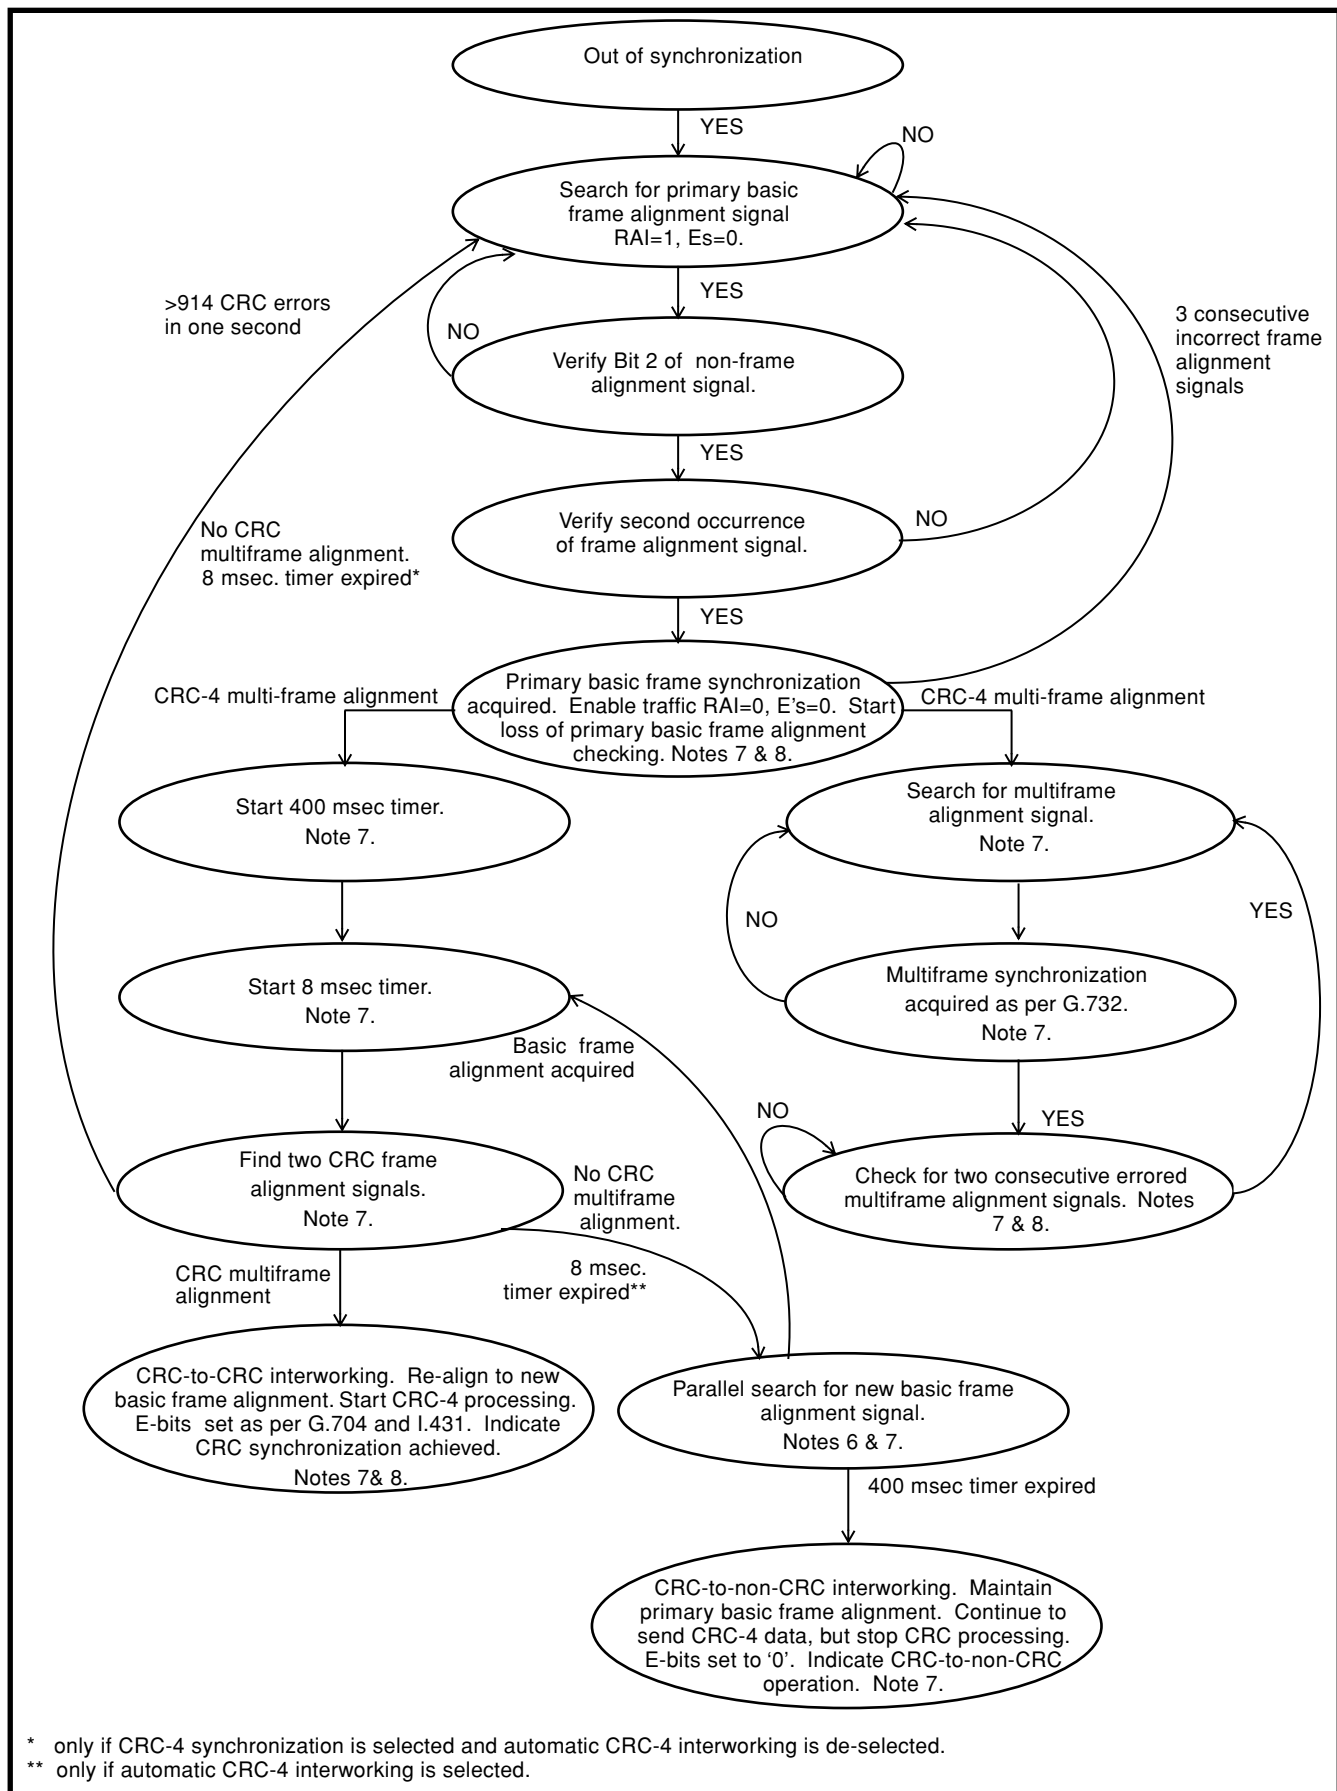 Out of synchronization
YES
NO
Search for primary basic
frame alignment signal
RAI=1, Es=0.
YES
>914 CRC errors
in one second
NO
3 consecutive
incorrect frame
alignment
signals
Verify Bit 2 of non-frame
alignment signal.
YES
No CRC
multiframe alignment.
8 msec. timer expired*
Verify second occurrence
of frame alignment signal.
NO
YES
CRC-4 multi-frame alignment
Primary basic frame synchronization
acquired. Enable traffic RAI=0, E's=0. Start
loss of primary basic frame alignment
checking. Notes 7 & 8.
CRC-4 multi-frame alignment
Start 400 msec timer.
Note 7.
Search for multiframe
alignment signal.
Note 7.
NO
YES
Start 8 msec timer.
Note 7.
Multiframe synchronization
acquired as per G.732.
Note 7.
Basic frame
alignment acquired
NO
YES
Find two CRC frame
alignment signals.
Note 7.
No CRC
multiframe
alignment.
Check for two consecutive errored
multiframe alignment signals. Notes
7 & 8.
CRC multiframe
alignment
8 msec.
timer expired**
CRC-to-CRC interworking. Re-align to new
basic frame alignment. Start CRC-4 processing.
E-bits set as per G.704 and I.431. Indicate
CRC synchronization achieved.
Notes 7& 8.
Parallel search for new basic frame
alignment signal.
Notes 6 & 7.
400 msec timer expired
CRC-to-non-CRC interworking. Maintain
primary basic frame alignment. Continue to
send CRC-4 data, but stop CRC processing.
E-bits set to ‘0’. Indicate CRC-to-non-CRC
operation. Note 7.
* only if CRC-4 synchronization is selected and automatic CRC-4 interworking is de-selected.
** only if automatic CRC-4 interworking is selected.